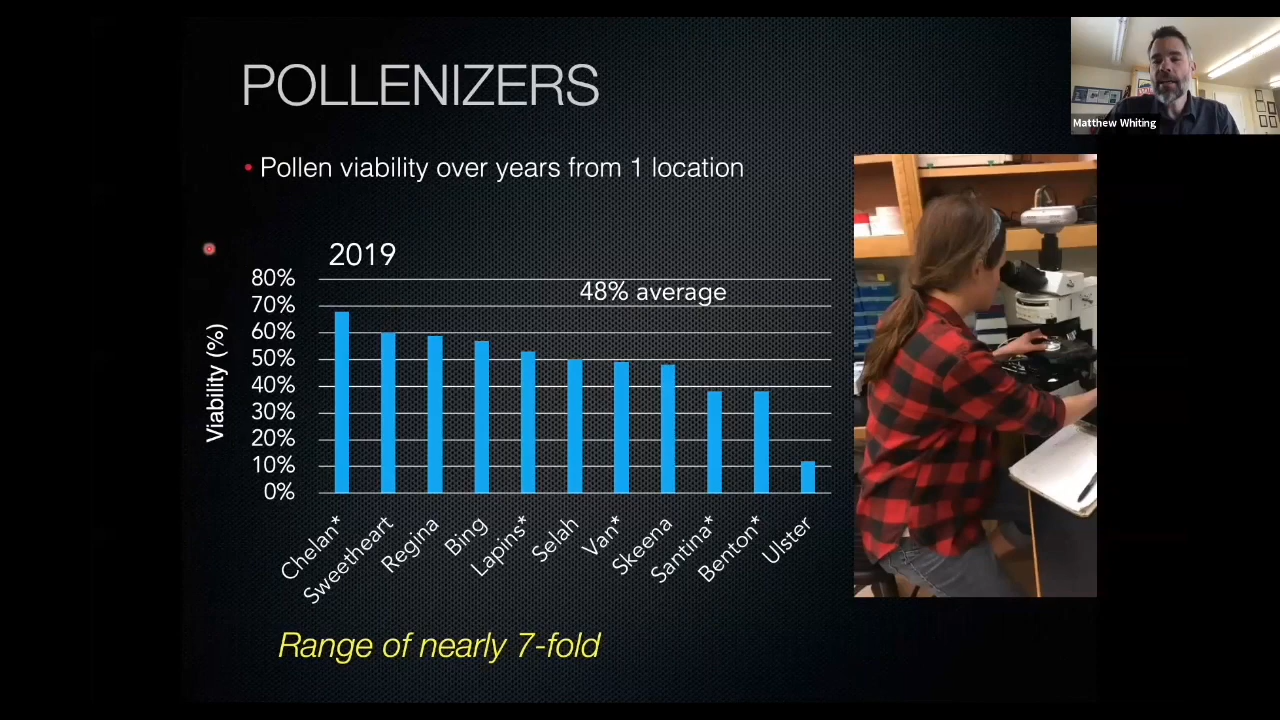 POLLENIZERS
Matthew Whiting
• Pollen viability over years from 1 location
2019
48% average
Viability (%)
80%
70%
60%
50%
40%
30%
20%
10%
0%
Chelan*
Sweetheart
Regina
Bing
Lapins*
Selah
Van*
Skeena
Santina*
Benton*
Ulster
Range of nearly 7-fold